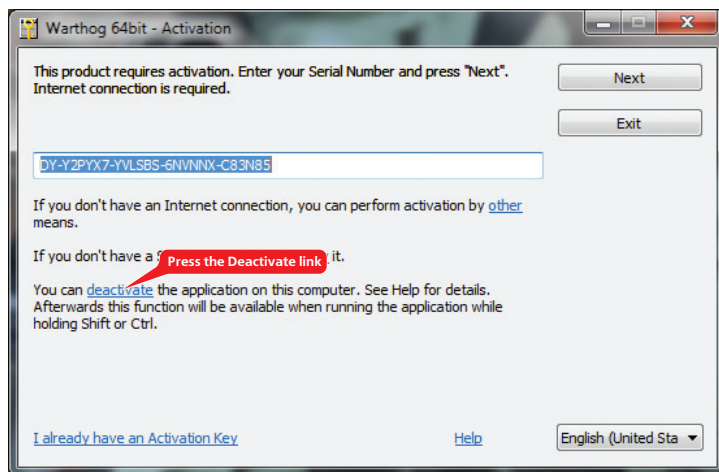 Warthog 64bit - Activation
This product requires activation. Enter your Serial Number and press "Next".
Internet connection is required.
Next
Exit
DY-Y2PYX7-YVLSBS-6NVNNX-C83N85
If you don't have an Internet connection, you can perform activation by other
means.
If you don't have a it.
Press the Deactivate link
You can deactivate the application on this computer. See Help for details.
Afterwards this function will be available when running the application while
holding Shift or Ctrl.
I already have an Activation Key
Help
English (United Sta